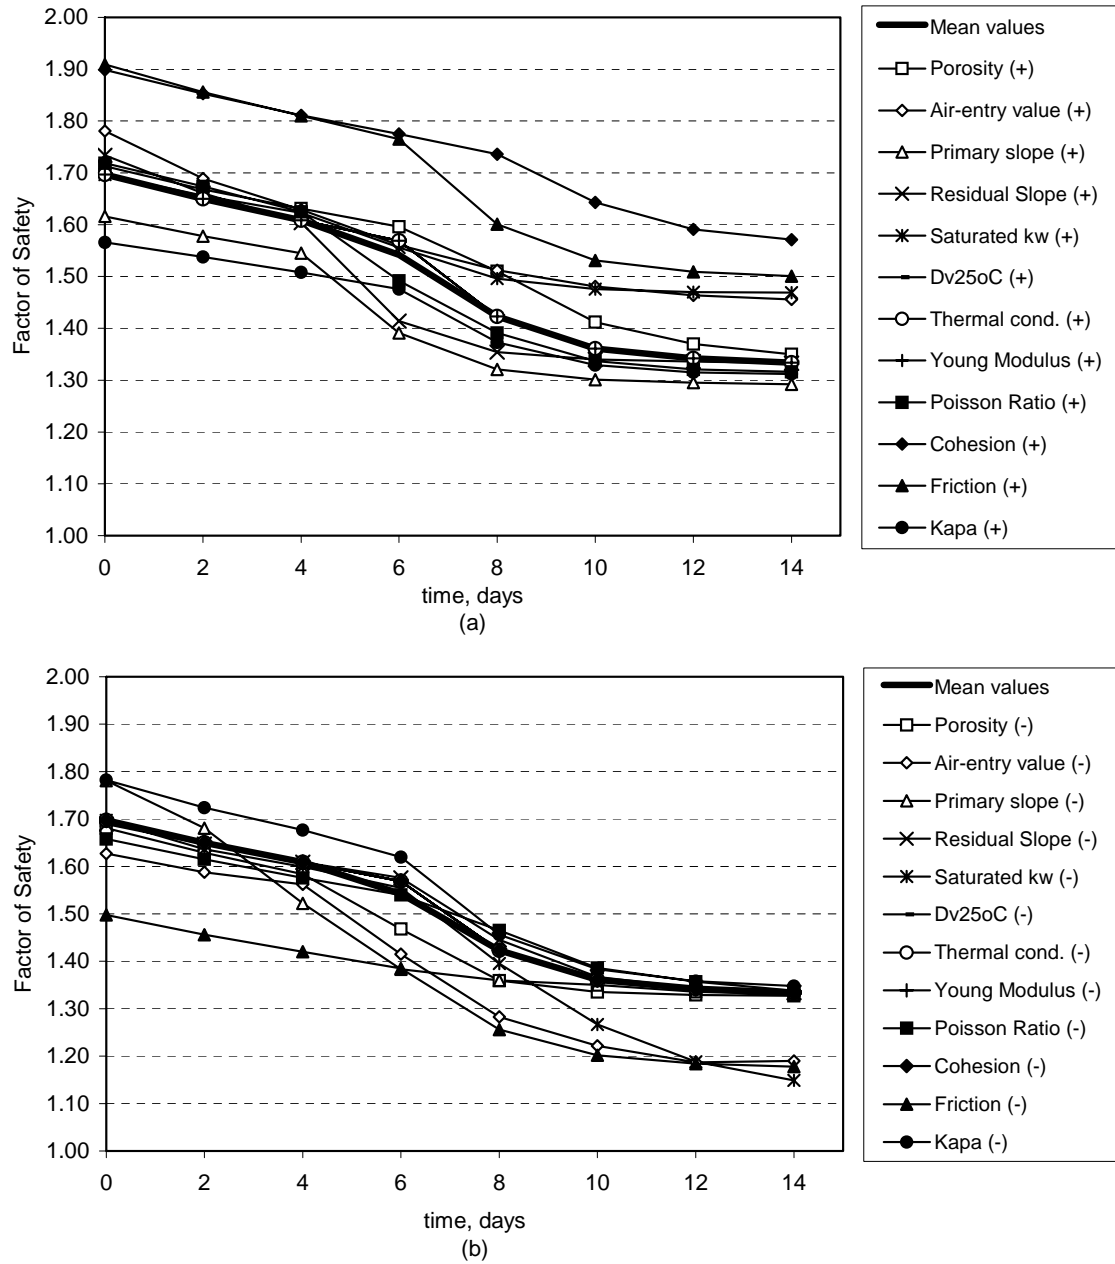 2.00
1.90
1.80
1.70
1.60
1.50
1.40
1.30
1.20
1.10
1.00
Factor of Safety
0 2 4 6 8 10 12 14
time, days
(a)
Mean values
Porosity (+)
Air-entry value (+)
Primary slope (+)
Residual Slope (+)
Saturated kw (+)
Dv25oC (+)
Thermal cond. (+)
Young Modulus (+)
Poisson Ratio (+)
Cohesion (+)
Friction (+)
Kapa (+)
2.00
1.90
1.80
1.70
1.60
1.50
1.40
1.30
1.20
1.10
1.00
Factor of Safety
0 2 4 6 8 10 12 14
time, days
(b)
Mean values
Porosity (-)
Air-entry value (-)
Primary slope (-)
Residual Slope (-)
Saturated kw (-)
Dv25oC (-)
Thermal cond. (-)
Young Modulus (-)
Poisson Ratio (-)
Cohesion (-)
Friction (-)
Kapa (-)